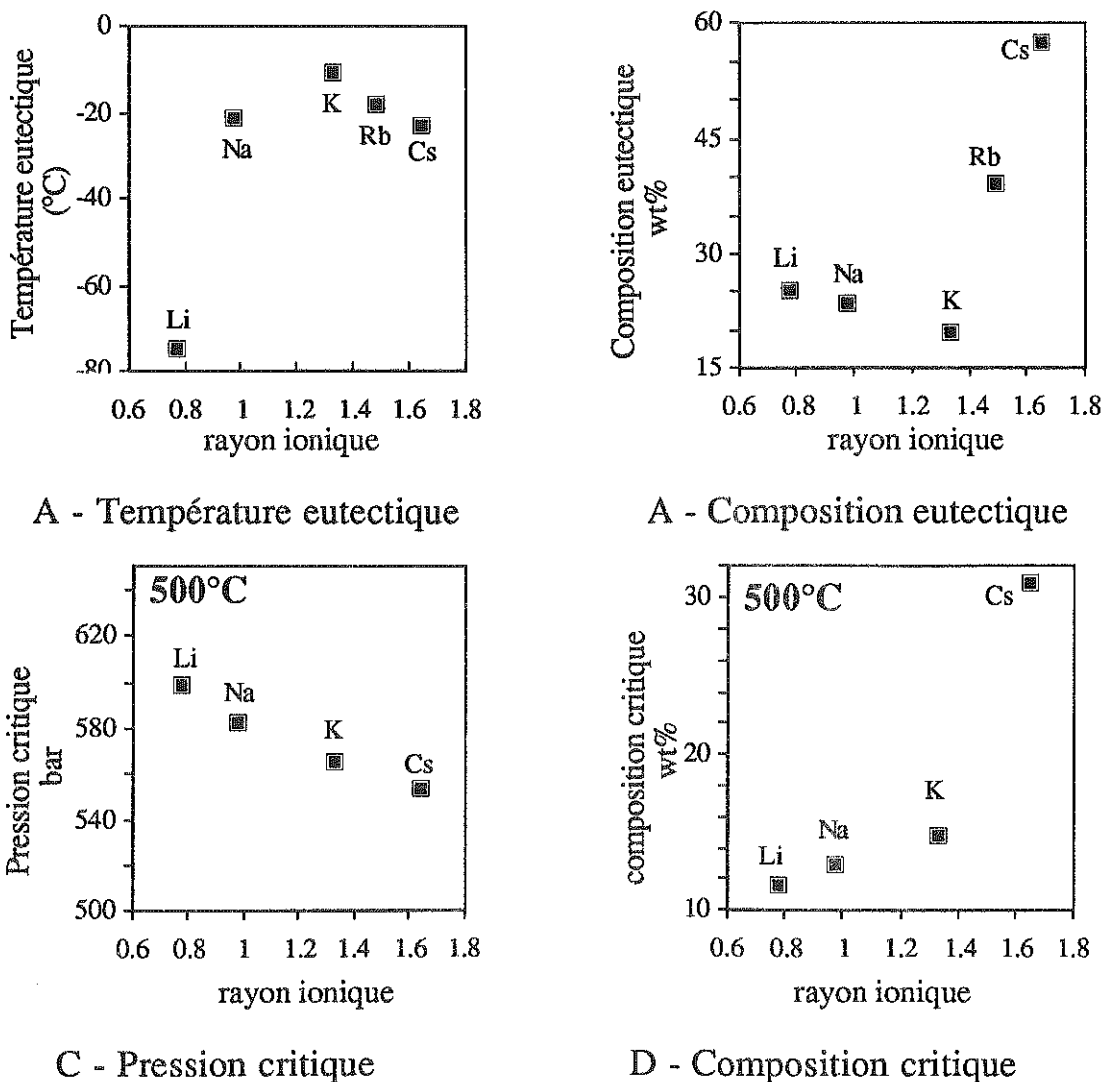 Température eutectique
(°C)
0
-20
-40
-60
-80
Li
Na
K
Rb
Cs
0.6 0.8 1 1.2 1.4 1.6 1.8
rayon ionique
A - Température eutectique
Composition eutectique
wt%
60
45
30
15
Li
Na
K
Rb
Cs
0.6 0.8 1 1.2 1.4 1.6 1.8
rayon ionique
A - Composition eutectique
Pression critique
bar
500°C
620
580
540
500
Li
Na
K
Cs
0.6 0.8 1 1.2 1.4 1.6 1.8
rayon ionique
C - Pression critique
composition critique
wt%
500°C
30
20
10
Li
Na
K
Cs
0.6 0.8 1 1.2 1.4 1.6 1.8
rayon ionique
D - Composition critique